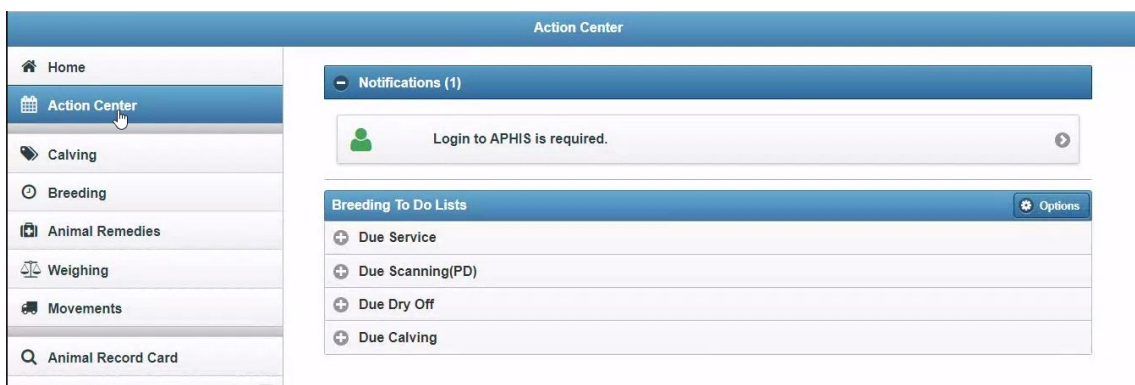 Action Center
Home
Action Center
Calving
Breeding
Animal Remedies
Weighing
Movements
Animal Record Card
Notifications (1)
Login to APHIS is required.
Breeding To Do Lists
Options
Due Service
Due Scanning(PD)
Due Dry Off
Due Calving